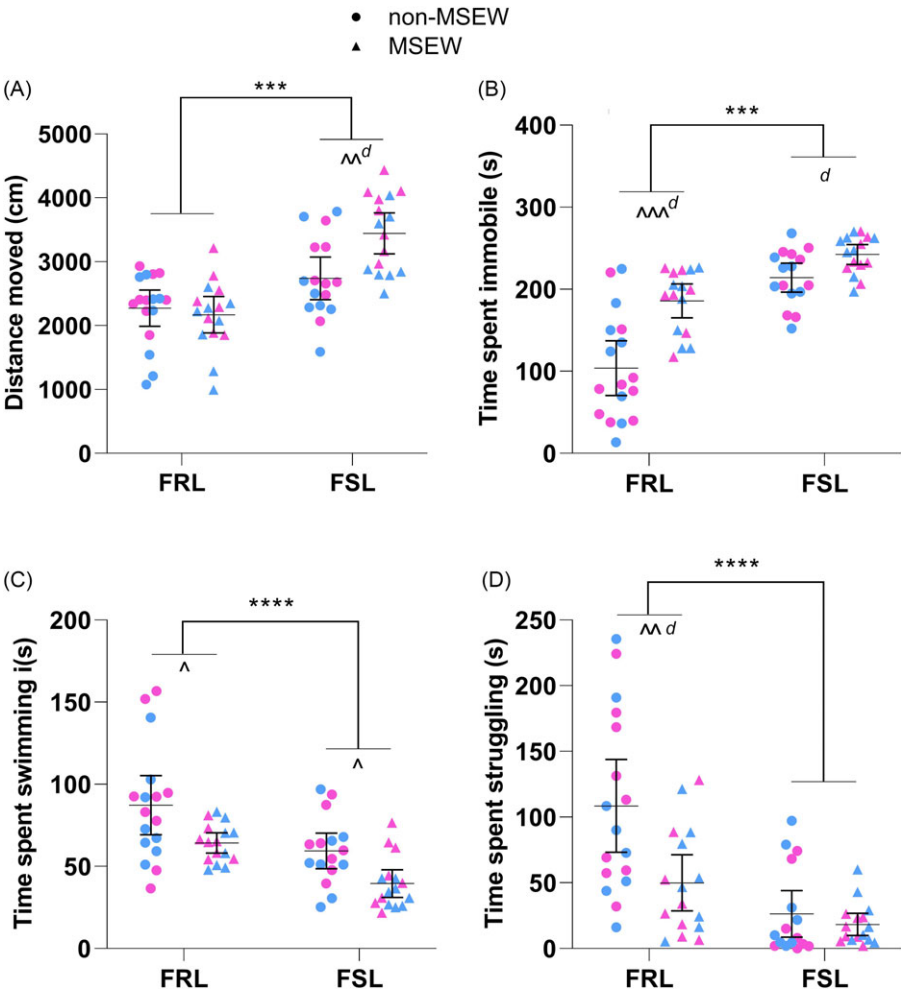 ● non-MSEW
▲ MSEW
(A)
***
^^d
Distance moved (cm)
5000
4000
3000
2000
1000
0
FRL FSL
(B)
***
^^^d
d
Time spent immobile (s)
400
300
200
100
0
FRL FSL
(C)
****
^
^
Time spent swimming i(s)
200
150
100
50
0
FRL FSL
(D)
****
^^ d
Time spent struggling (s)
250
200
150
100
50
0
FRL FSL